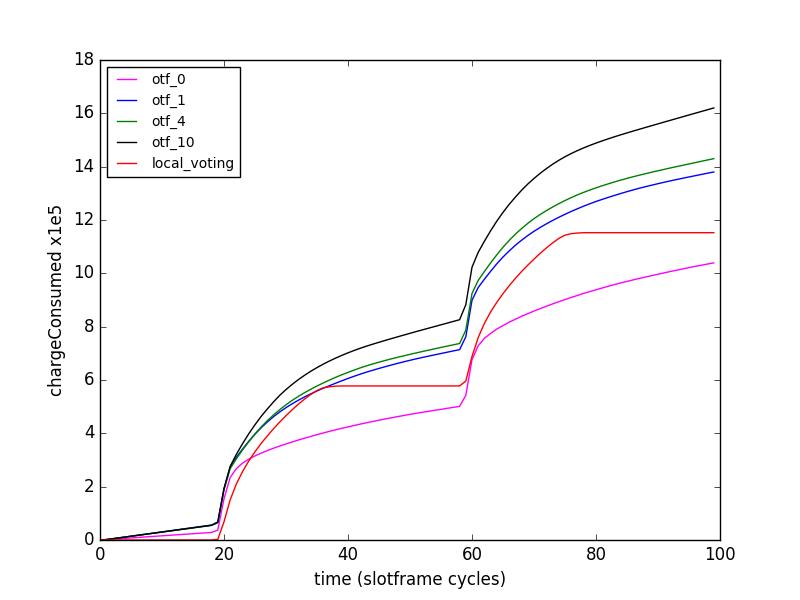 18
16
14
12
10
8
6
4
2
0
chargeConsumed x1e5
otf_0
otf_1
otf_4
otf_10
local_voting
0 20 40 60 80 100
time (slotframe cycles)